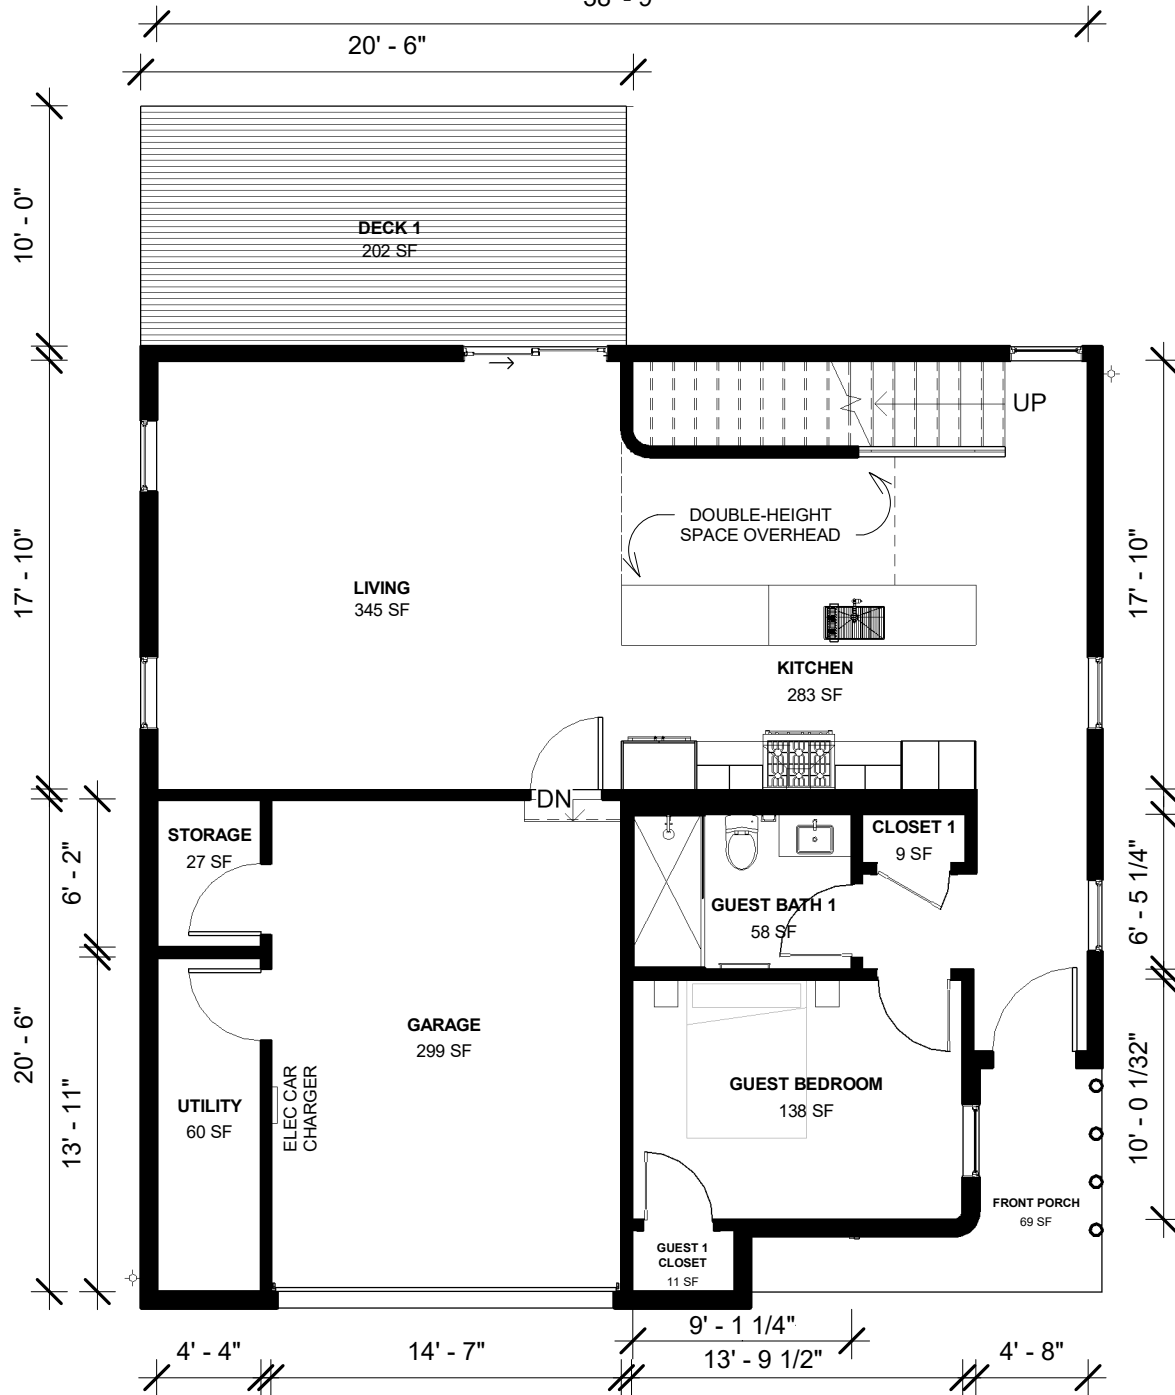 20' - 6"
10' - 0"
DECK 1
202 SF
UP
DOUBLE-HEIGHT
SPACE OVERHEAD
17' - 10"
17' - 10"
LIVING
345 SF
KITCHEN
283 SF
DN
STORAGE
27 SF
CLOSET 1
9 SF
6' - 2"
6' - 5 1/4"
GUEST BATH 1
58 SF
20' - 6"
GARAGE
299 SF
ELEC CAR
CHARGER
GUEST BEDROOM
138 SF
13' - 11"
UTILITY
60 SF
10' - 0 1/32"
FRONT PORCH
69 SF
GUEST 1
CLOSET
11 SF
9' - 1 1/4"
4' - 4"
14' - 7"
13' - 9 1/2"
4' - 8"